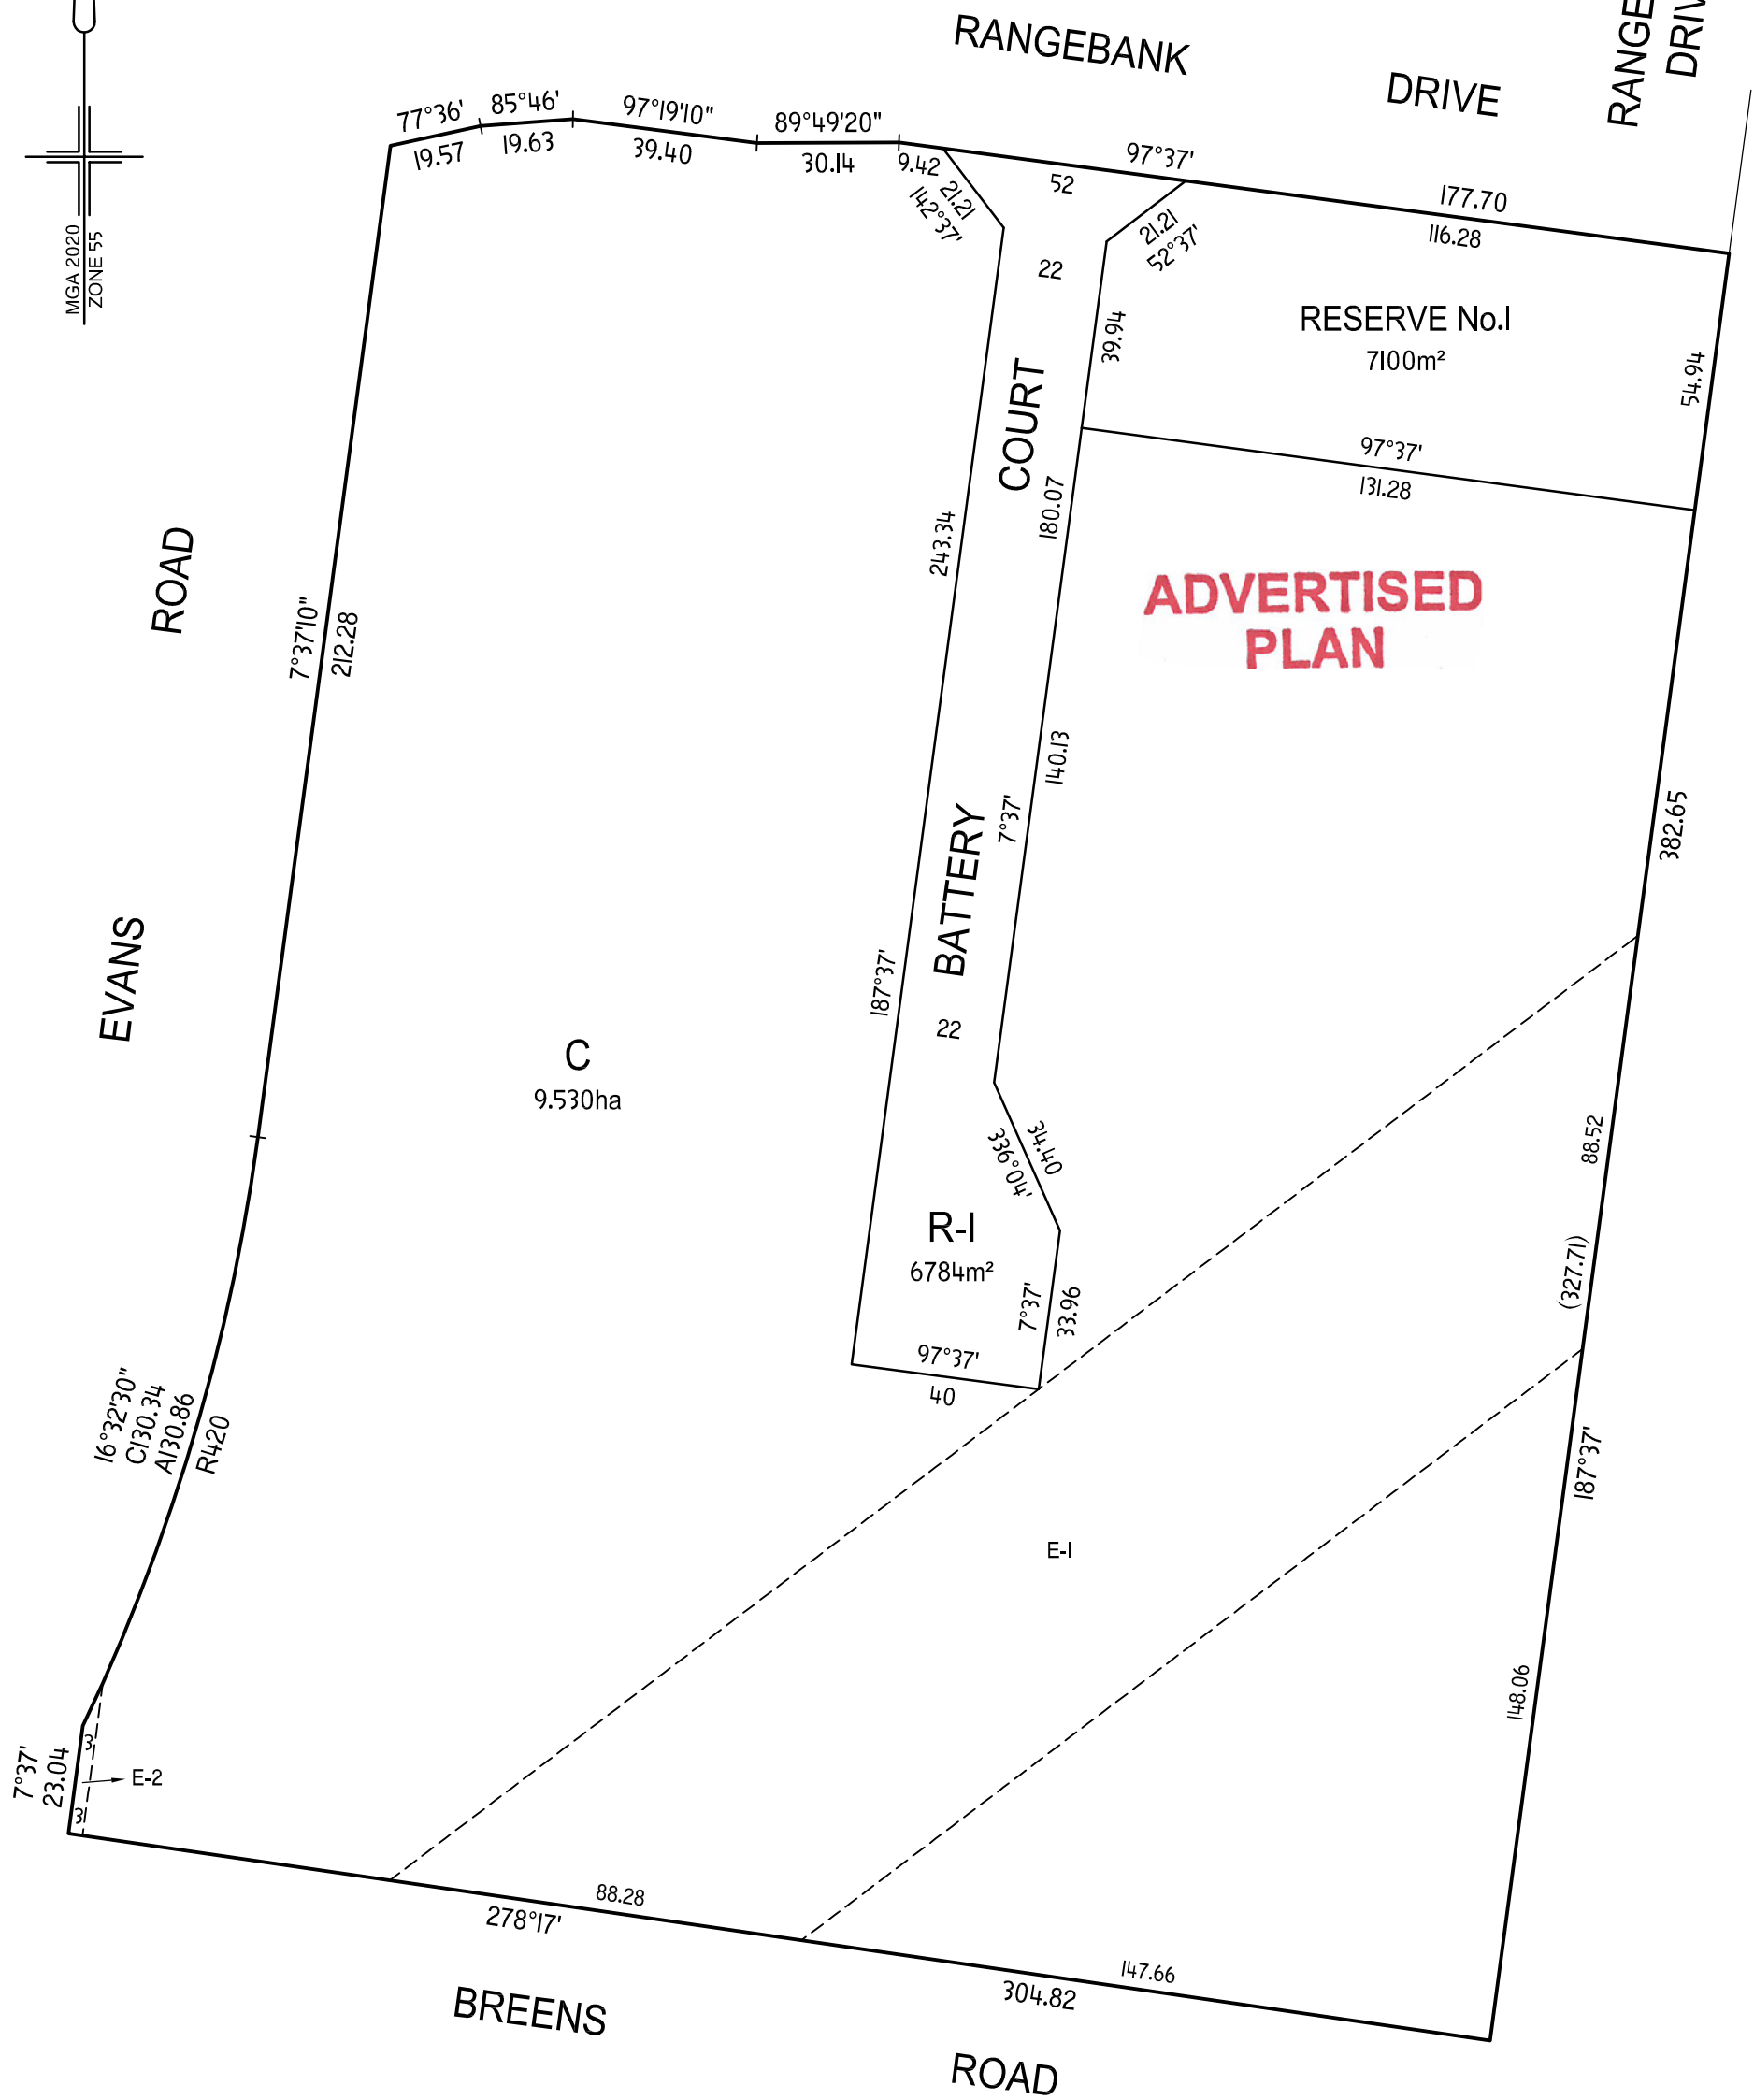 RANGEBANK
DRIVE
RANGE
DRIV
MGA 2020
ZONE 55
77°36'
19.57
85°46'
19.63
97°19'10"
39.40
89°49'20"
30.14
9.42
97°37'
52
177.70
116.28
21.21
142°37'
21.21
52°37'
22
RESERVE No.1
7100m²
39.94
54.94
97°37'
131.28
COURT
180.07
243.34
ADVERTISED
PLAN
ROAD
7°37'10"
212.28
140.13
7°37'
382.65
BATTERY
187°37'
22
EVANS
C
9.530ha
34.40
336°04'
88.52
R-1
6784m²
(327.71)
7°37'
33.96
97°37'
40
16°32'30"
C130.34
A130.86
R420
187°37'
E-1
148.06
3
7°37'
23.04
E-2
3
88.28
278°17'
147.66
304.82
BREENS
ROAD